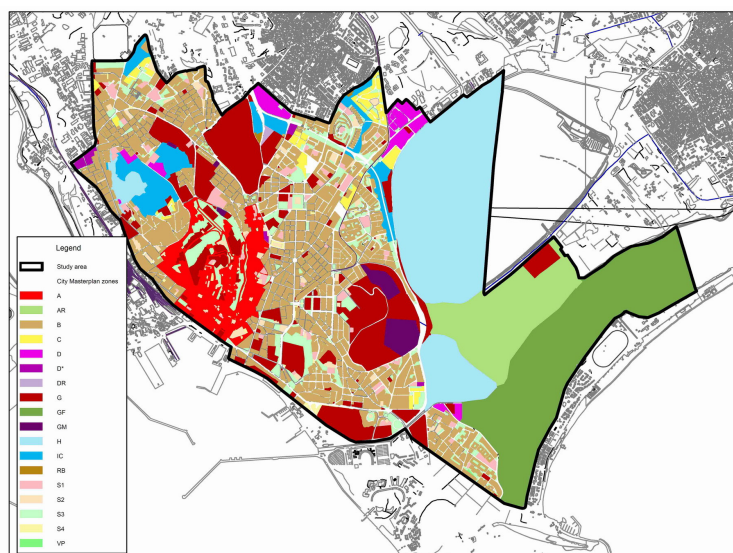 Legend
Study area
City Masterplan zones
A
AR
B
C
D
D*
DR
G
GF
GM
H
IC
RB
S1
S2
S3
S4
VP